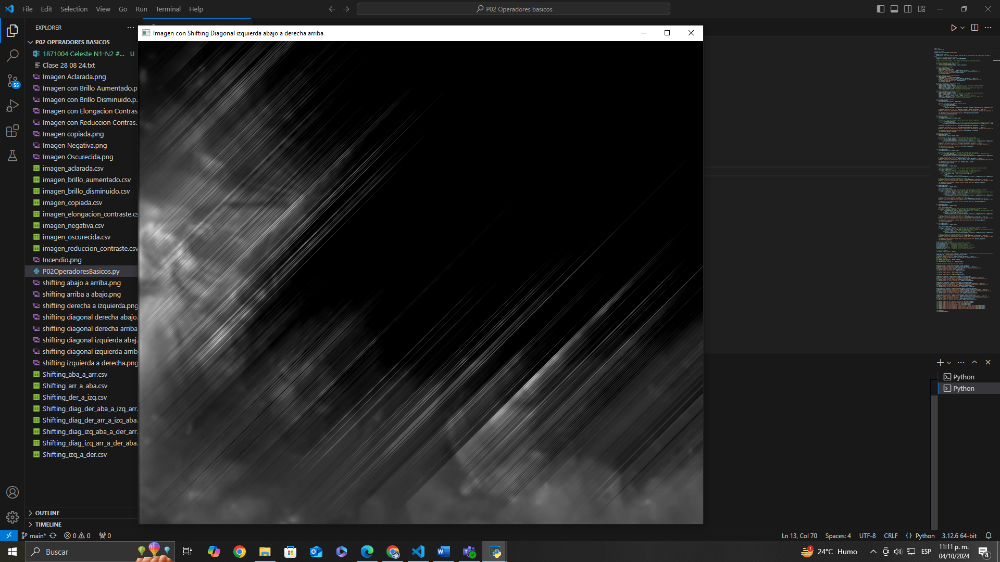 File Edit Selection View Go Run Terminal Help
P02 Operadores basicos
EXPLORER
P02 OPERADORES BASICOS
1871004 Celeste N1-N2 #... U
Clase 28 08 24.txt
Imagen Aclarada.png
Imagen con Brillo Aumentado.p
Imagen con Brillo Disminuido.p...
Imagen con Elongacion Contras
Imagen con Reduccion Contras...
Imagen copiada.png
Imagen Negativa.png
Imagen Oscurecida.png
imagen_aclarada.csv
imagen_brillo_aumentado.csv
imagen_brillo_disminuido.csv
imagen_copiada.csv
imagen_elongacion_contraste.cs
imagen_negativa.csv
imagen_oscurecida.csv
imagen_reduccion_contraste.csv
Incendio.png
P02OperadoresBasicos.py
shifting abajo a arriba.png
shifting arriba a abajo.png
shifting derecha a izquierda.png
shifting diagonal derecha abajo.
shifting diagonal derecha arriba
shifting diagonal izquierda abaj.
shifting diagonal izquierda arrib
shifting izquierda a derecha.png
Shifting_aba_a_arr.csv
Shifting_arr_a_aba.csv
Shifting_der_a_izq.csv
Shifting_diag_der_aba_a_izq_arr.
Shifting_diag_der_arr_a_izq_aba.
Shifting_diag_izq_aba_a_der_arr.
Shifting_diag_izq_arr_a_der_aba.
Shifting_izq_a_der.csv
OUTLINE
TIMELINE
55
Imagen con Shifting Diagonal izquierda abajo a derecha arriba
Python
Python
main* 0 0 0
Ln 13, Col 70 Spaces: 4 UTF-8 CRLF {} Python 3.12.6 64-bit
Buscar
1 24°C Humo ESP
11:11 p. m.
04/10/2024
4